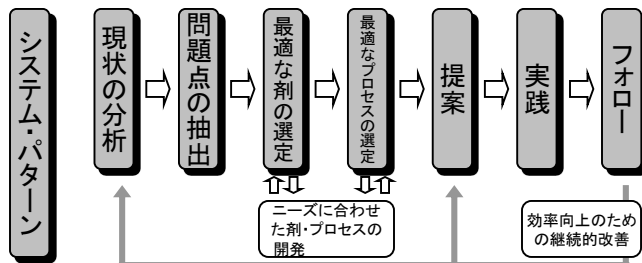 システム・パターン
現状の分析
問題点の抽出
最適な剤の選定
最適なプロセスの選定
提案
実践
フォロー
ニーズに合わせ
た剤・プロセスの
開発
効率向上のため
の継続的改善